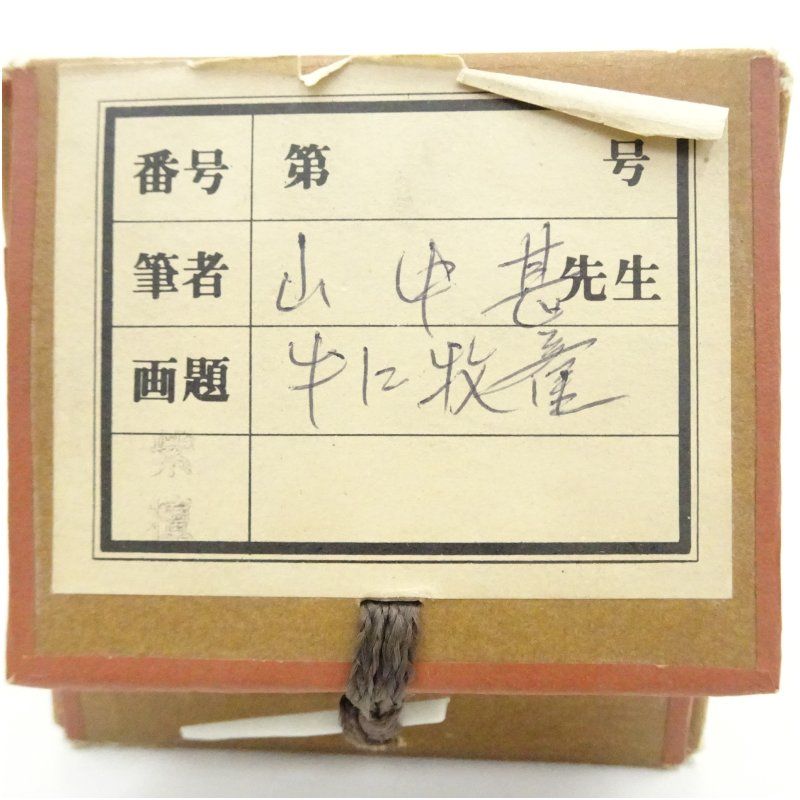 番号 第 号
筆者 山中甚先生
画題 牛に牧童